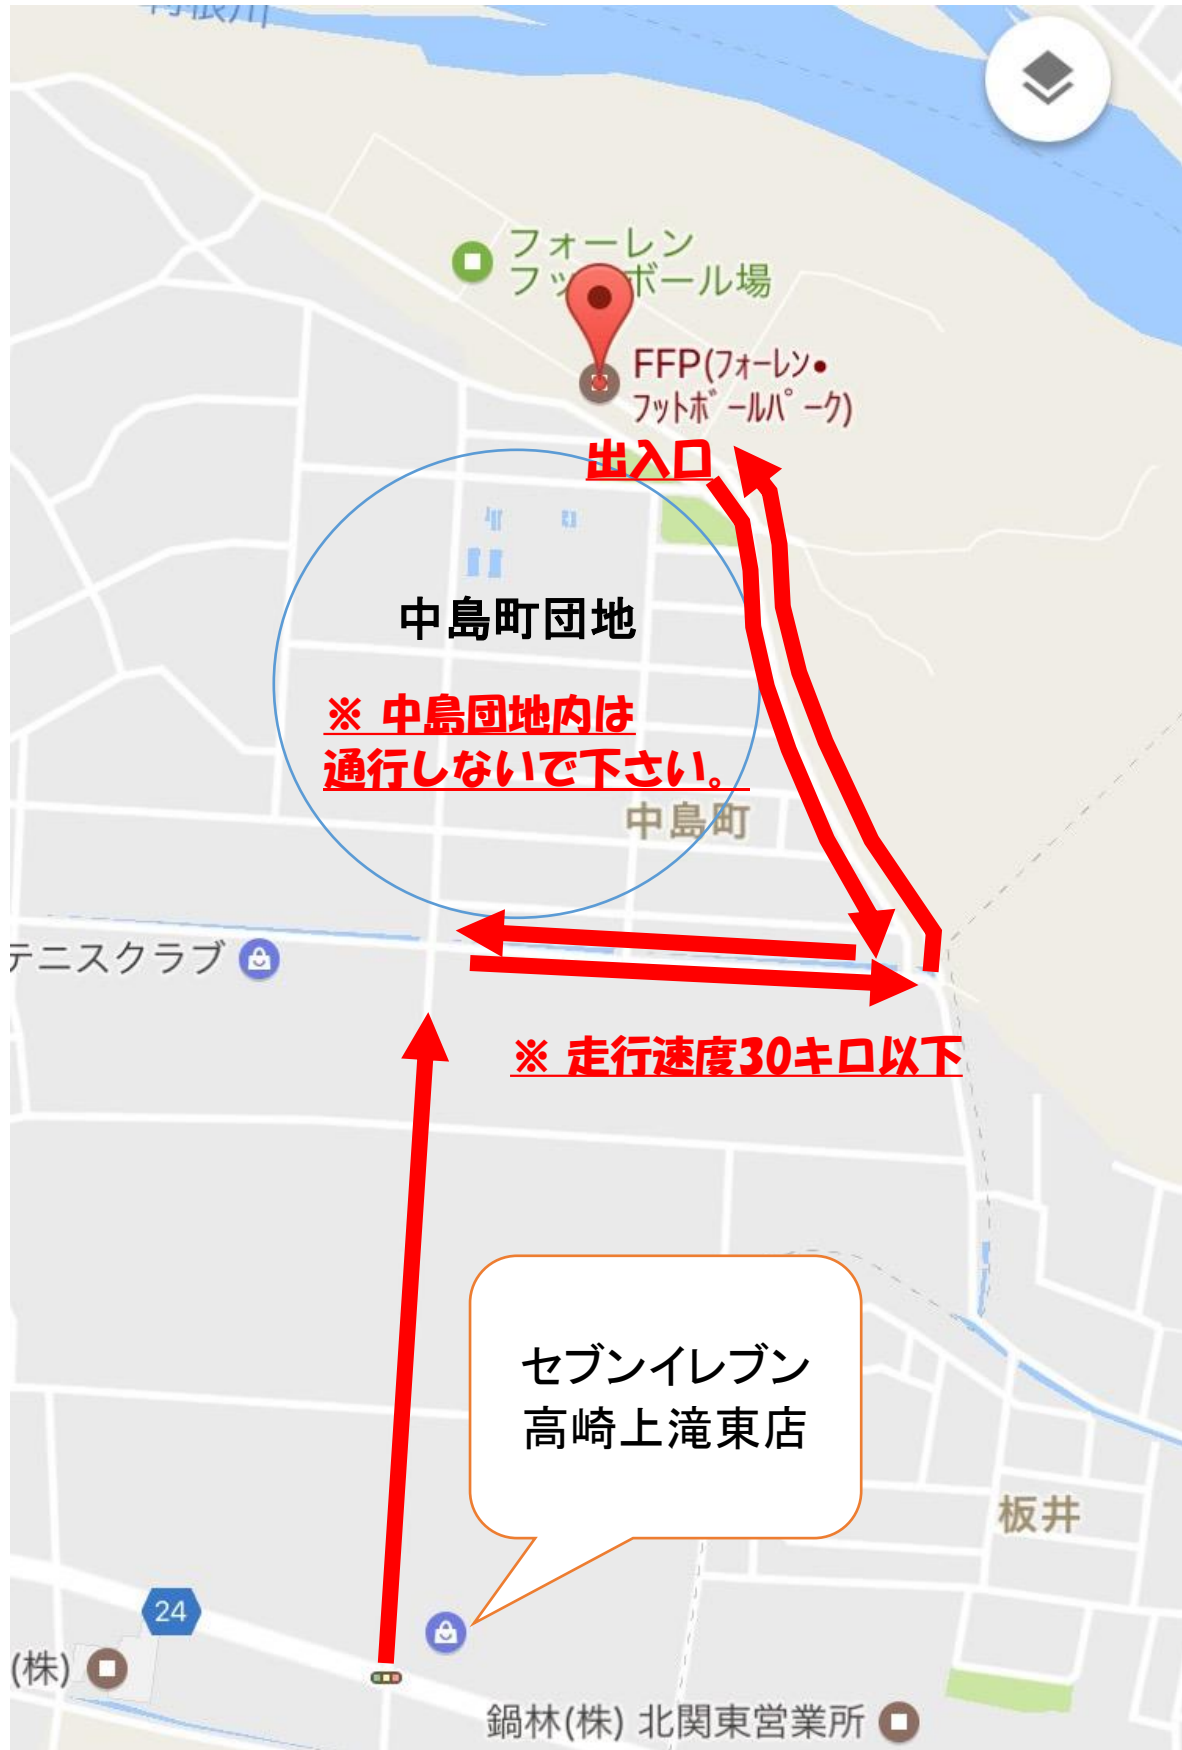 利根川
フォーレン
フットボール場
FFP(フォーレン•
フットボールパーク)
出入口
中島町団地
※ 中島団地内は
通行しないで下さい。
中島町
テニスクラブ
※ 走行速度30キロ以下
セブンイレブン
高崎上滝東店
板井
24
(株)
鍋林(株) 北関東営業所